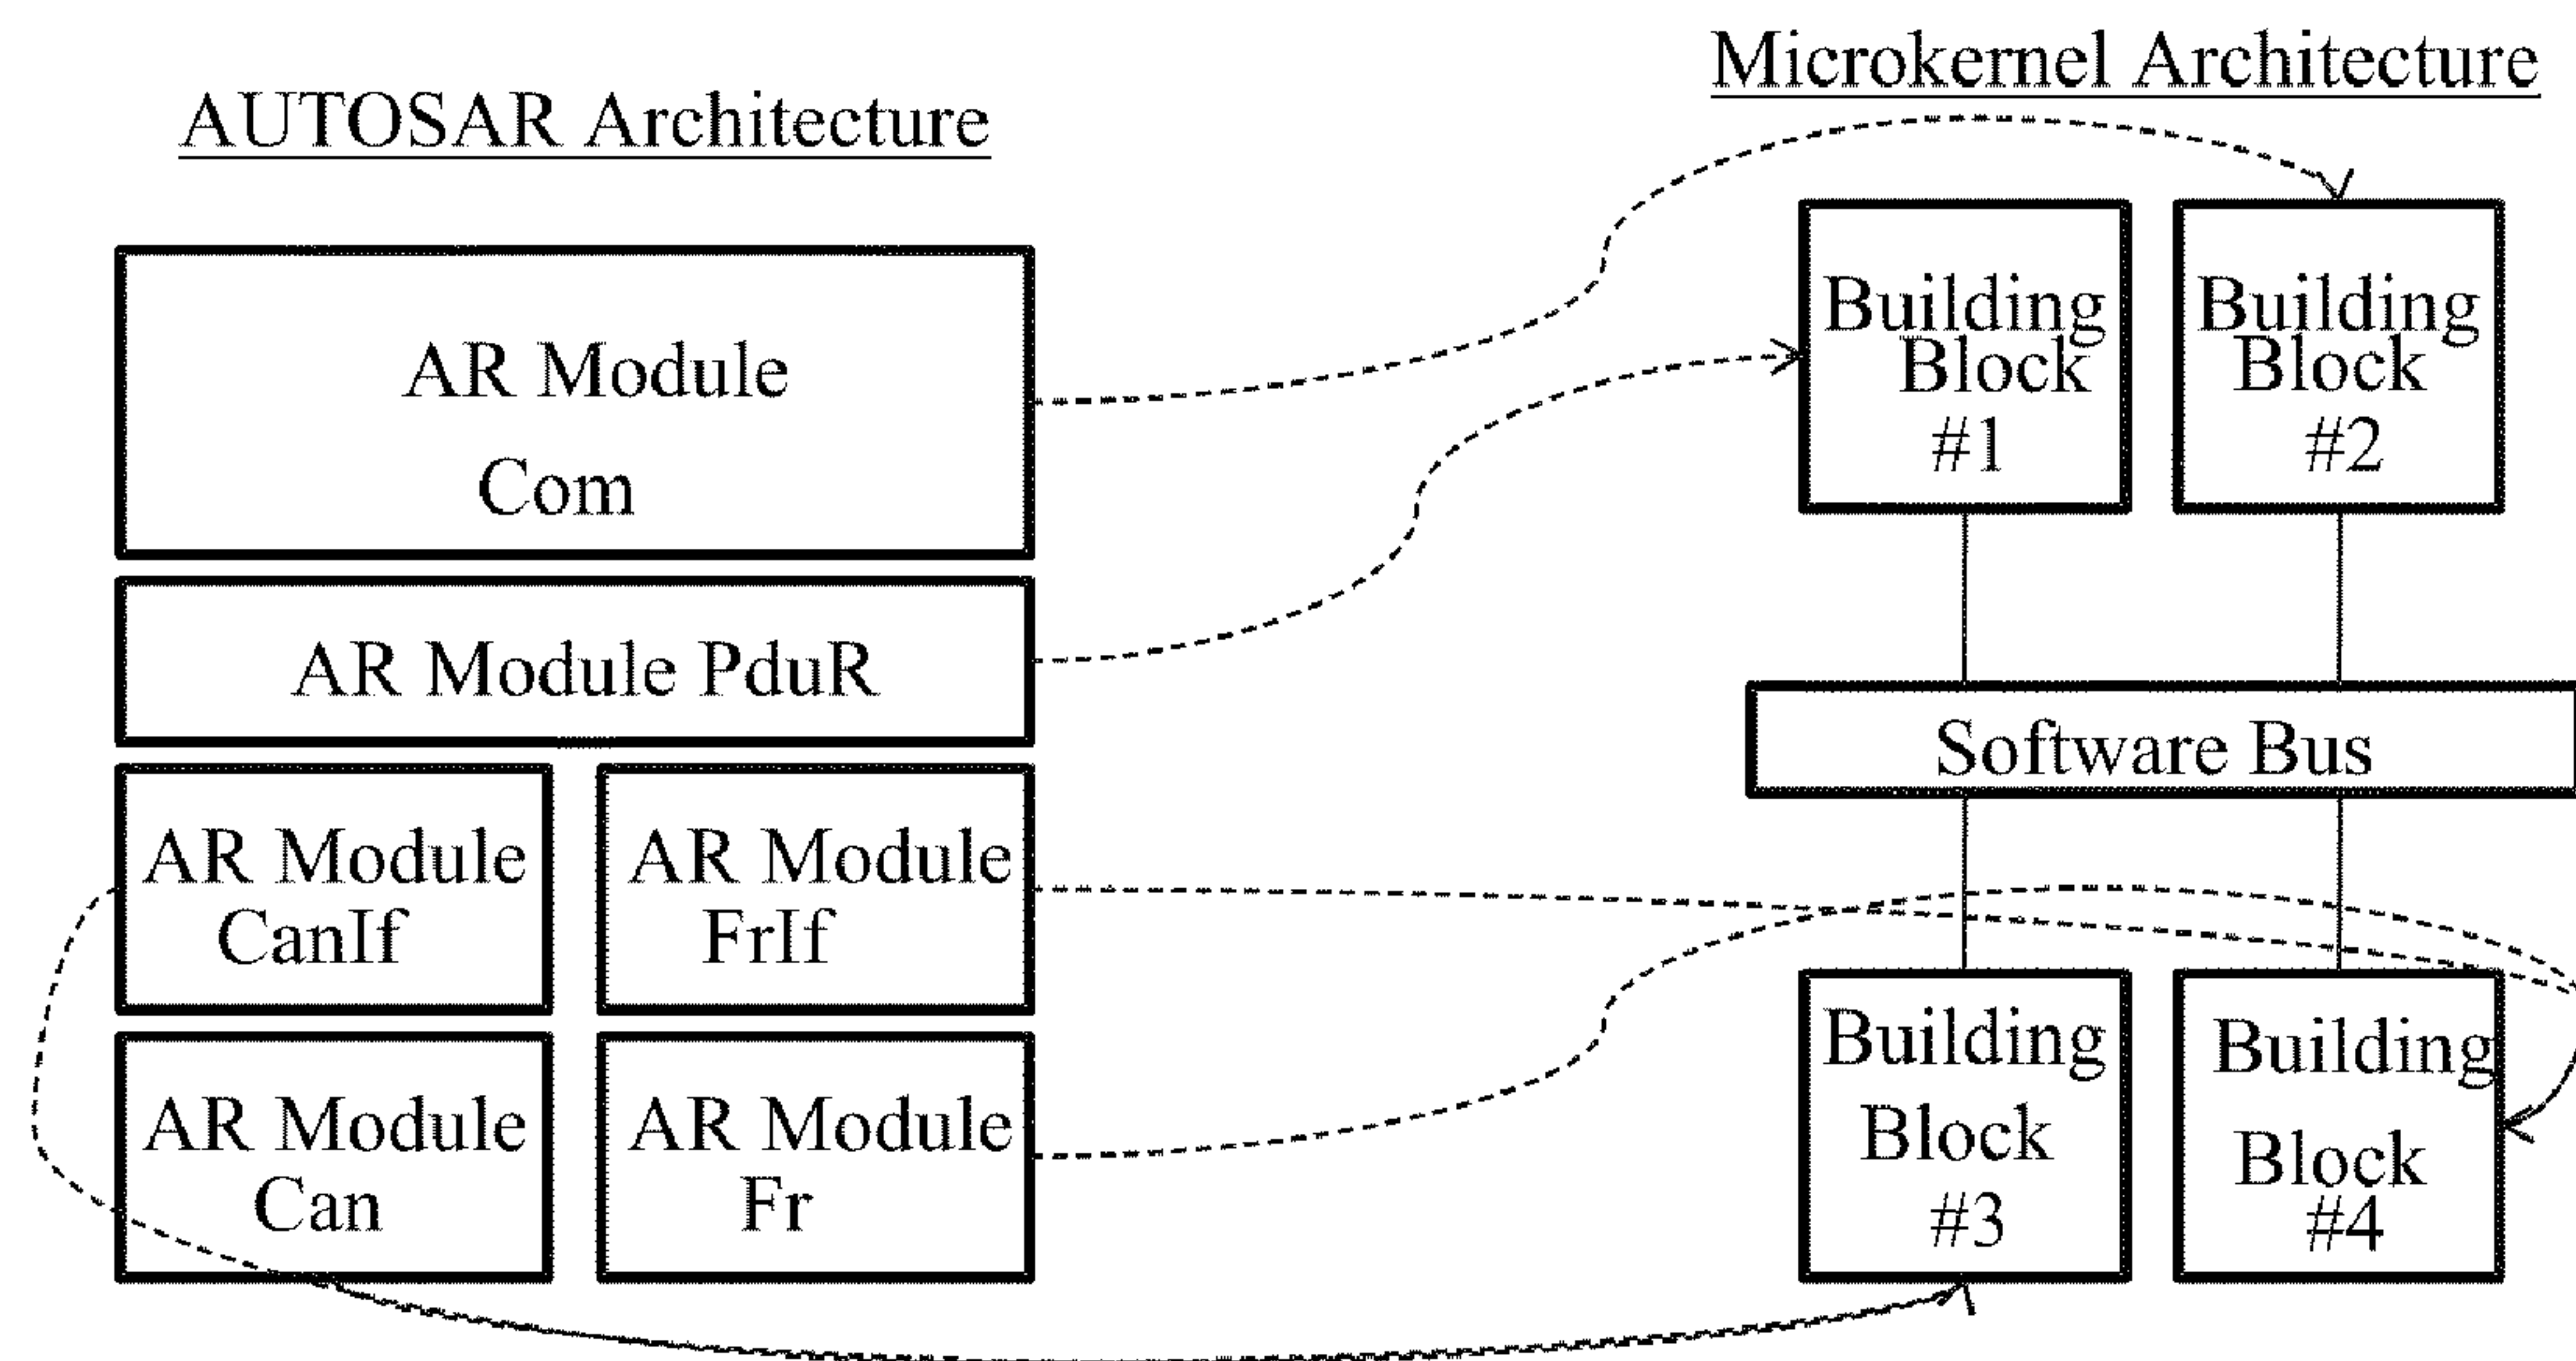 AUTOSAR Architecture
AR Module
Com
AR Module PduR
AR Module
CanIf
AR Module
FrIf
AR Module
Can
AR Module
Fr
Microkernel Architecture
Building
Block
#1
Building
Block
#2
Software Bus
Building
Block
#3
Building
Block
#4